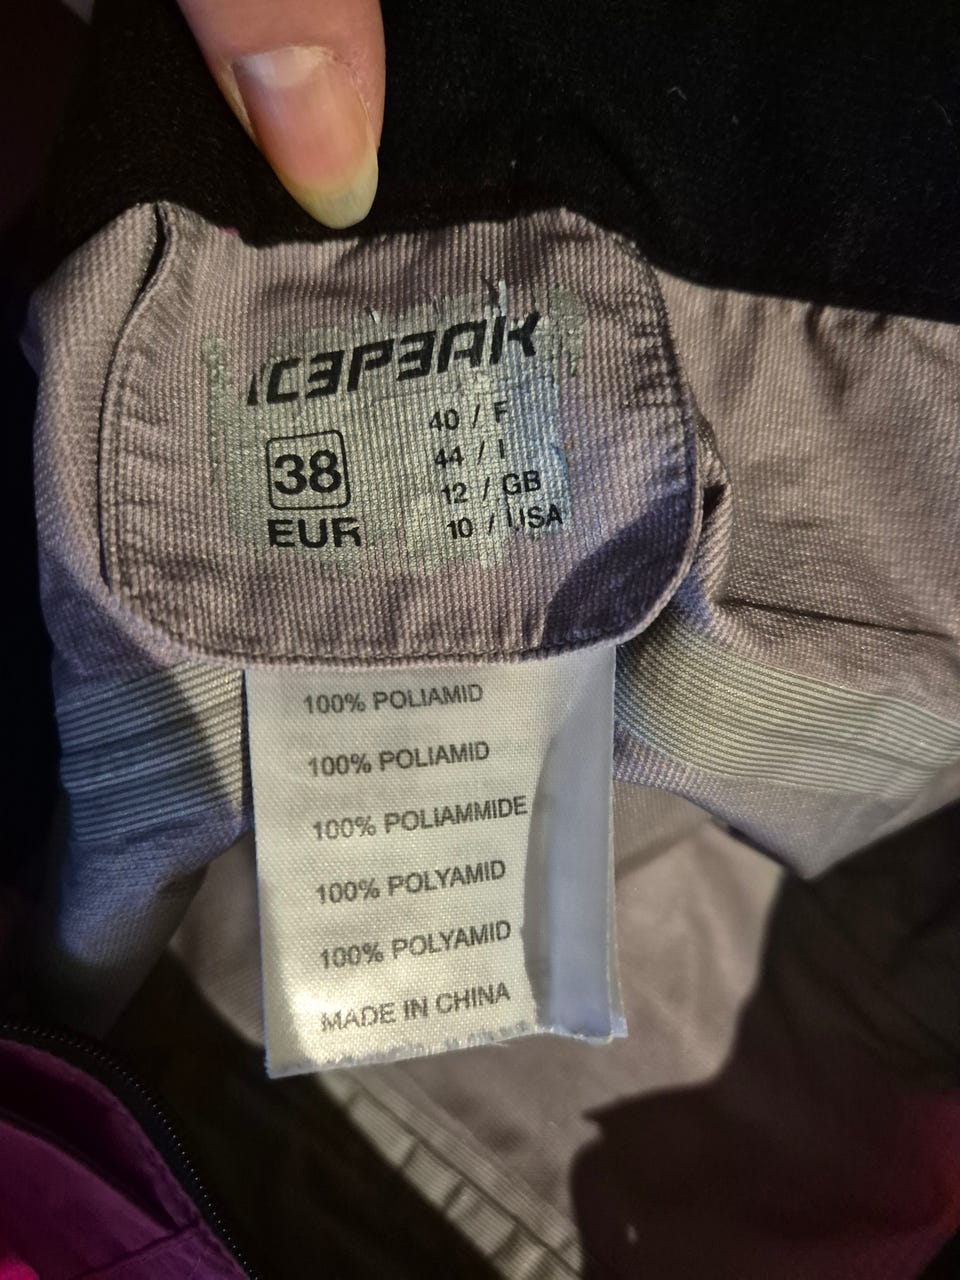 ICEPEAK
38
EUR
40 / F
44 / I
12 / GB
10 / USA
100% POLIAMID
100% POLIAMID
100% POLIAMMIDE
100% POLYAMID
100% POLYAMID
MADE IN CHINA